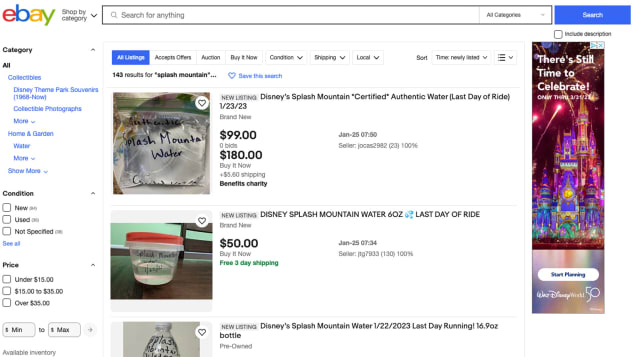 ebay
Shop by
category
Search for anything
All Categories
Search
Include description
Category
All
Collectibles
Disney Theme Park Souvenirs
(1968-Now)
Collectible Photographs
More
Home & Garden
Water
More
Show More
Condition
New
Used
Not Specified
See all
Price
Under $15.00
$15.00 to $35.00
Over $35.00
$ Min to $ Max
Available inventory
All Listings
Accepts Offers
Auction
Buy It Now
Condition
Shipping
Local
Sort
Time: newly listed
143 results for "splash mountain"...
Save this search
Authentic
Splash Mountain
Water
NEW LISTING Disney's Splash Mountain *Certified* Authentic Water (Last Day of Ride)
1/23/23
Brand New
$99.00
0 bids
$180.00
Buy It Now
+$5.60 shipping
Benefits charity
Jan-25 07:50
Seller: jocas2982 (23) 100%
NEW LISTING DISNEY SPLASH MOUNTAIN WATER 6OZ 💦 LAST DAY OF RIDE
Brand New
$50.00
Buy It Now
Free 3 day shipping
Jan-25 07:34
Seller: jtg7933 (130) 100%
NEW LISTING Disney's Splash Mountain Water 1/22/2023 Last Day Running! 16.9oz
bottle
Pre-Owned
There's Still
Time to
Celebrate!
ONLY THRU 3/31/23
Start Planning
Walt Disney World 50